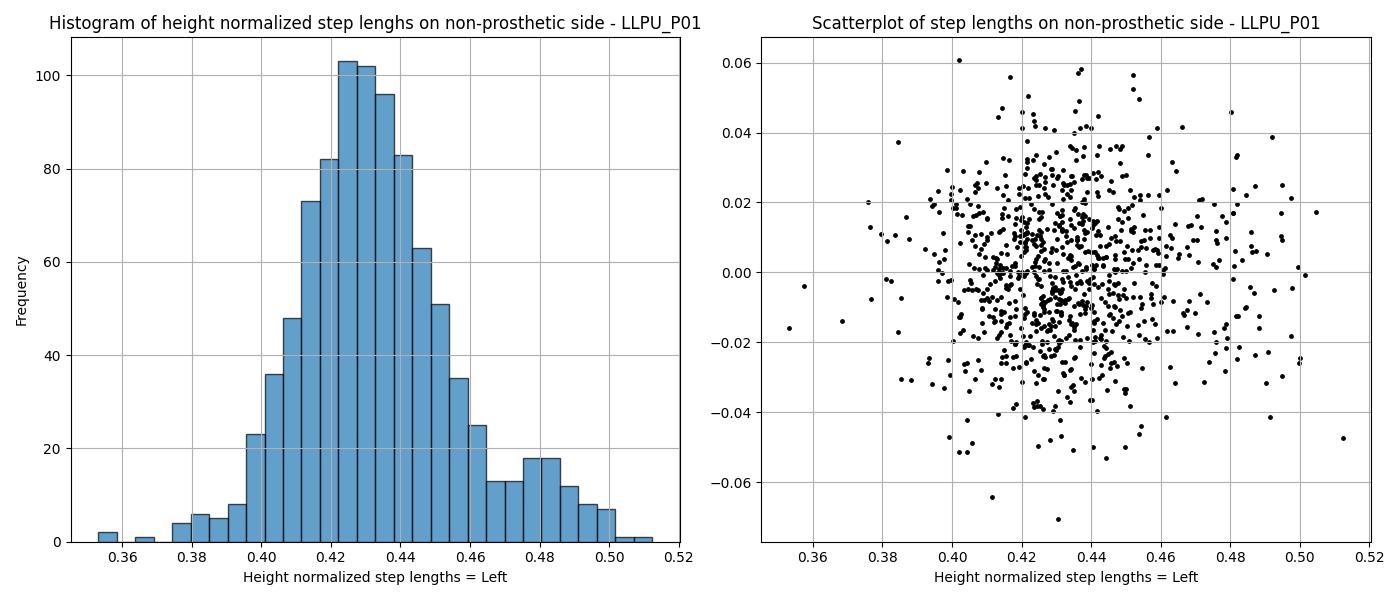 Histogram of height normalized step lenghs on non-prosthetic side - LLPU_P01
Scatterplot of step lengths on non-prosthetic side - LLPU_P01
Frequency
100
80
60
40
20
0
0.36 0.38 0.40 0.42 0.44 0.46 0.48 0.50 0.52
Height normalized step lengths = Left
0.06
0.04
0.02
0.00
−0.02
−0.04
−0.06
0.36 0.38 0.40 0.42 0.44 0.46 0.48 0.50 0.52
Height normalized step lengths = Left